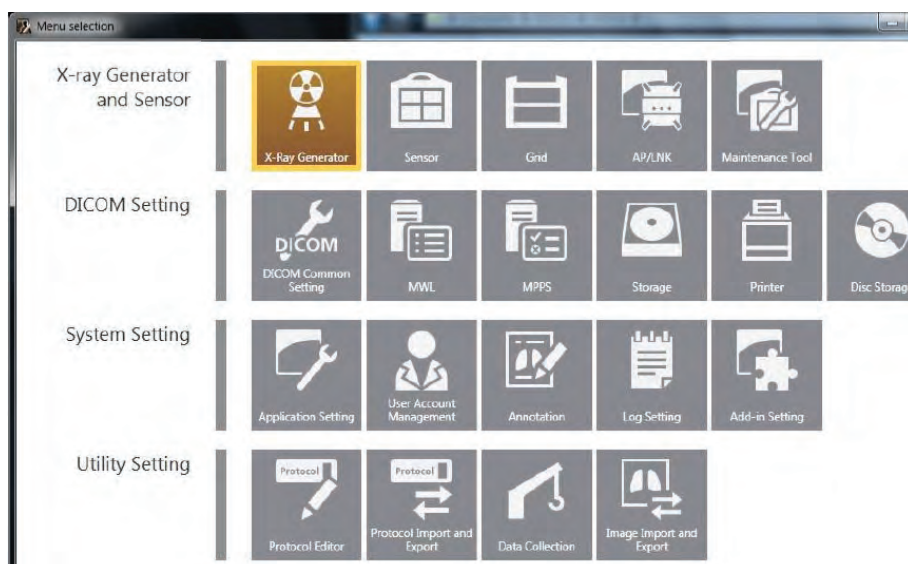 Menu selection
X-ray Generator
and Sensor
X-Ray Generator
Sensor
Grid
AP/LNK
Maintenance Tool
DICOM Setting
DICOM
DICOM Common
Setting
MWL
MPPS
Storage
Printer
Disc Storag
System Setting
Application Setting
User Account
Management
Annotation
Log Setting
Add-in Setting
Utility Setting
Protocol
Protocol Editor
Protocol
Protocol Import and
Export
Data Collection
Image Import and
Export